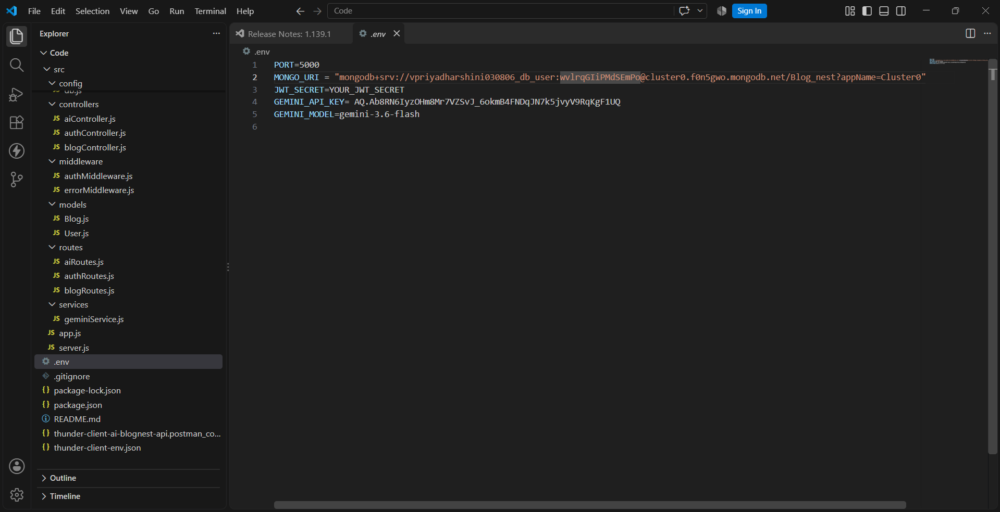 File Edit Selection View Go Run Terminal Help
Code
Sign In
Explorer
Code
src
config
db.js
controllers
JS aiController.js
JS authController.js
JS blogController.js
middleware
JS authMiddleware.js
JS errorMiddleware.js
models
JS Blog.js
JS User.js
routes
JS aiRoutes.js
JS authRoutes.js
JS blogRoutes.js
services
JS geminiService.js
JS app.js
JS server.js
.env
.gitignore
{} package-lock.json
{} package.json
README.md
{} thunder-client-ai-blognest-api.postman_co...
{} thunder-client-env.json
Outline
Timeline
Release Notes: 1.139.1
.env
.env
1 PORT=5000
2 MONGO_URI = "mongodb+srv://vpriyadharshini030806_db_user:wvlrqGIiPMdSEmPo@cluster0.f0n5gwo.mongodb.net/Blog_nest?appName=Cluster0"
3 JWT_SECRET=YOUR_JWT_SECRET
4 GEMINI_API_KEY= AQ.Ab8RN6IyzOHm8Mr7VZSvJ_6okmB4FNDqJN7k5jvyV9RqKgF1UQ
5 GEMINI_MODEL=gemini-3.6-flash
6